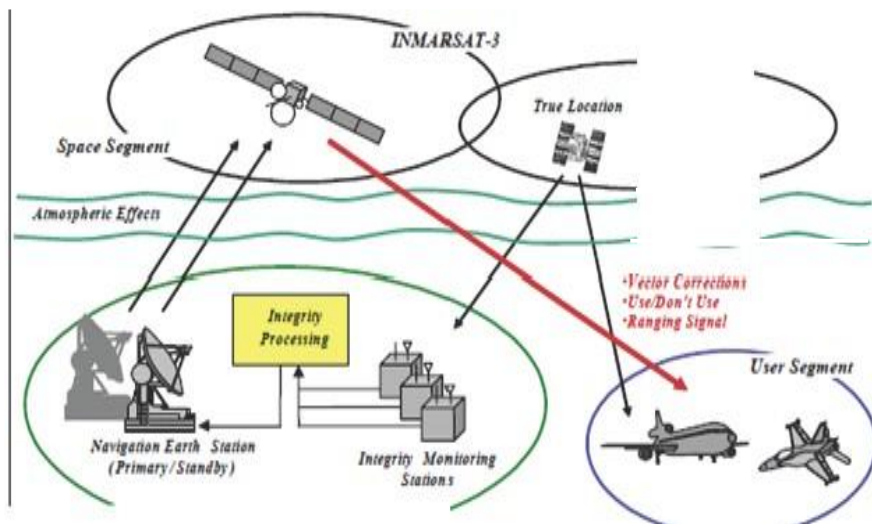 INMARSAT-3
True Location
Space Segment
Atmospheric Effects
•Vector Corrections
•Use/Don't Use
•Ranging Signal
Integrity
Processing
User Segment
Navigation Earth Station
(Primary/Standby)
Integrity Monitoring
Stations